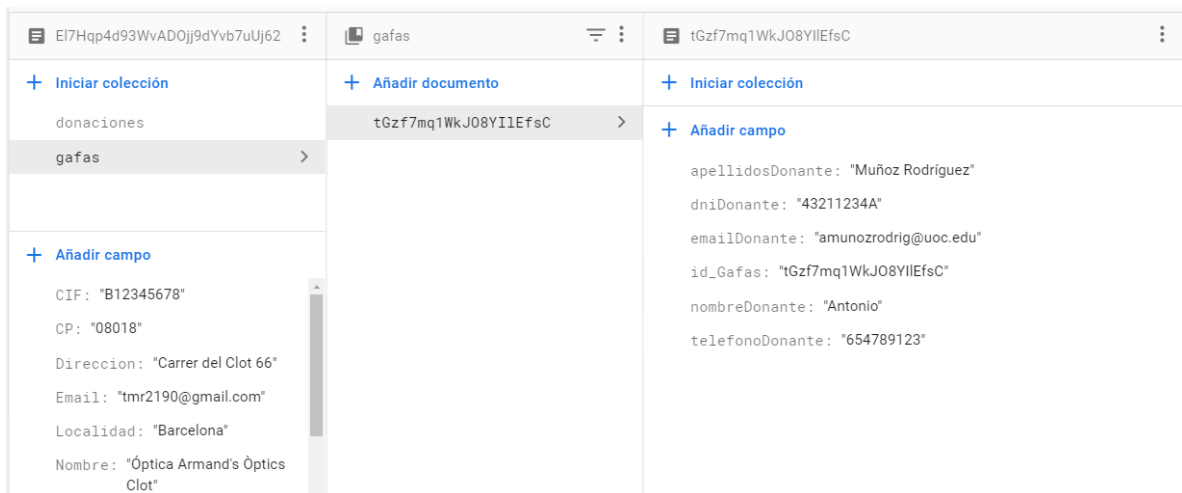 El7Hqp4d93WvADOjj9dYvb7uUj62
Iniciar colección
donaciones
gafas
Añadir campo
CIF: "B12345678"
CP: "08018"
Direccion: "Carrer del Clot 66"
Email: "tmr2190@gmail.com"
Localidad: "Barcelona"
Nombre: "Óptica Armand's Òptics
Clot"
gafas
Añadir documento
tGzf7mq1WkJO8YIlEfsC
tGzf7mq1WkJO8YIlEfsC
Iniciar colección
Añadir campo
apellidosDonante: "Muñoz Rodríguez"
dniDonante: "43211234A"
emailDonante: "amunozrodrig@uoc.edu"
id_Gafas: "tGzf7mq1WkJO8YIlEfsC"
nombreDonante: "Antonio"
telefonoDonante: "654789123"